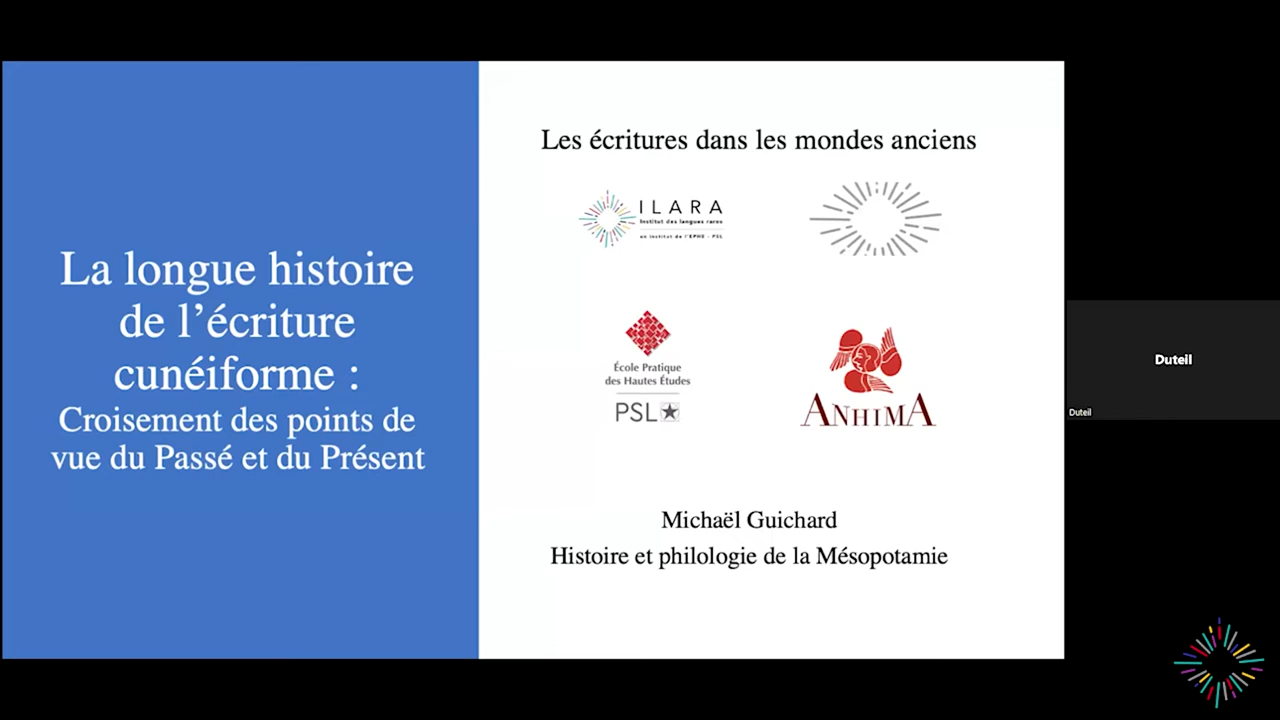 La longue histoire
de l’écriture
cunéiforme :
Croisement des points de
vue du Passé et du Présent
Les écritures dans les mondes anciens
ILARA
Institut des langues rares
un institut de l'EPHE - PSL
École Pratique
des Hautes Études
PSL
ANHIMA
Michaël Guichard
Histoire et philologie de la Mésopotamie
Duteil
Duteil